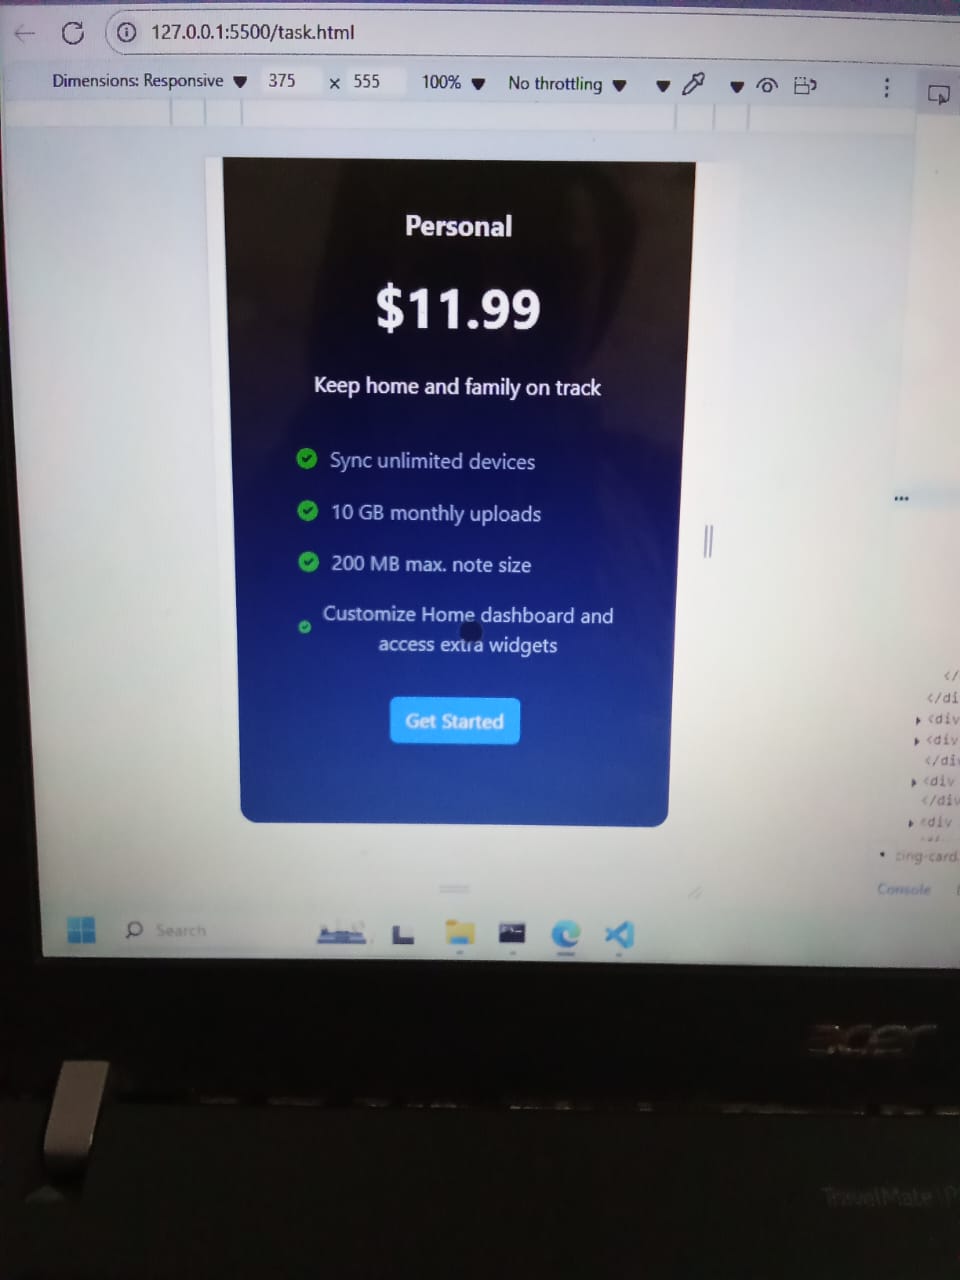 127.0.0.1:5500/task.html
Dimensions: Responsive 375 x 555 100% No throttling
Personal
$11.99
Keep home and family on track
Sync unlimited devices
10 GB monthly uploads
200 MB max. note size
Customize Home dashboard and
access extra widgets
Get Started
...
</
</di
<div
<div
</di
<div
</div
<div
zing-card
Console
Search
acer
TravelMate